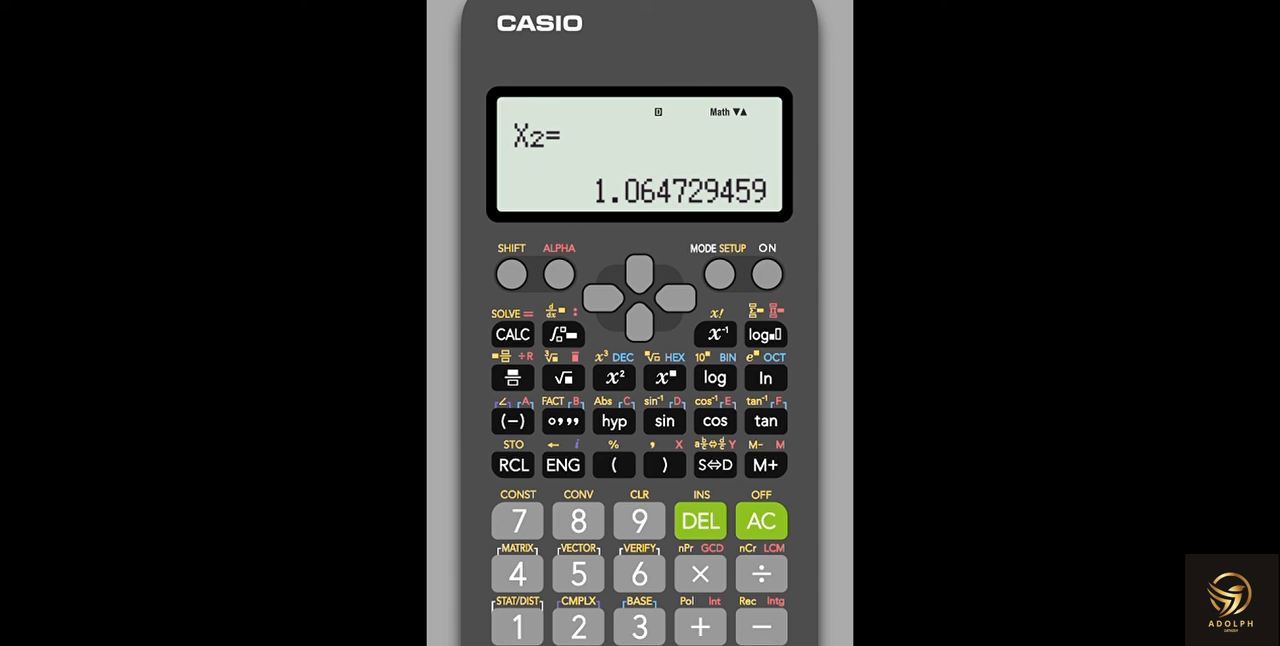 CASIO
D Math ▼▲
X₂=
1.064729459
SHIFT ALPHA MODE SETUP ON
SOLVE = d/dx :
x!
CALC x⁻¹ log
+R ³√ x³ DEC HEX 10 BIN e OCT
√ x² x log ln
∠ A FACT B Abs C sin⁻¹ D cos⁻¹ E tan⁻¹ F
(−) hyp sin cos tan
STO ← i % , X Y M− M
RCL ENG ( ) S⇔D M+
CONST CONV CLR INS OFF
7 8 9 DEL AC
MATRIX VECTOR VERIFY nPr GCD nCr LCM
4 5 6 × ÷
STAT/DIST CMPLX BASE Pol Int Rec Intg
1 2 3 + −
ADOLPH